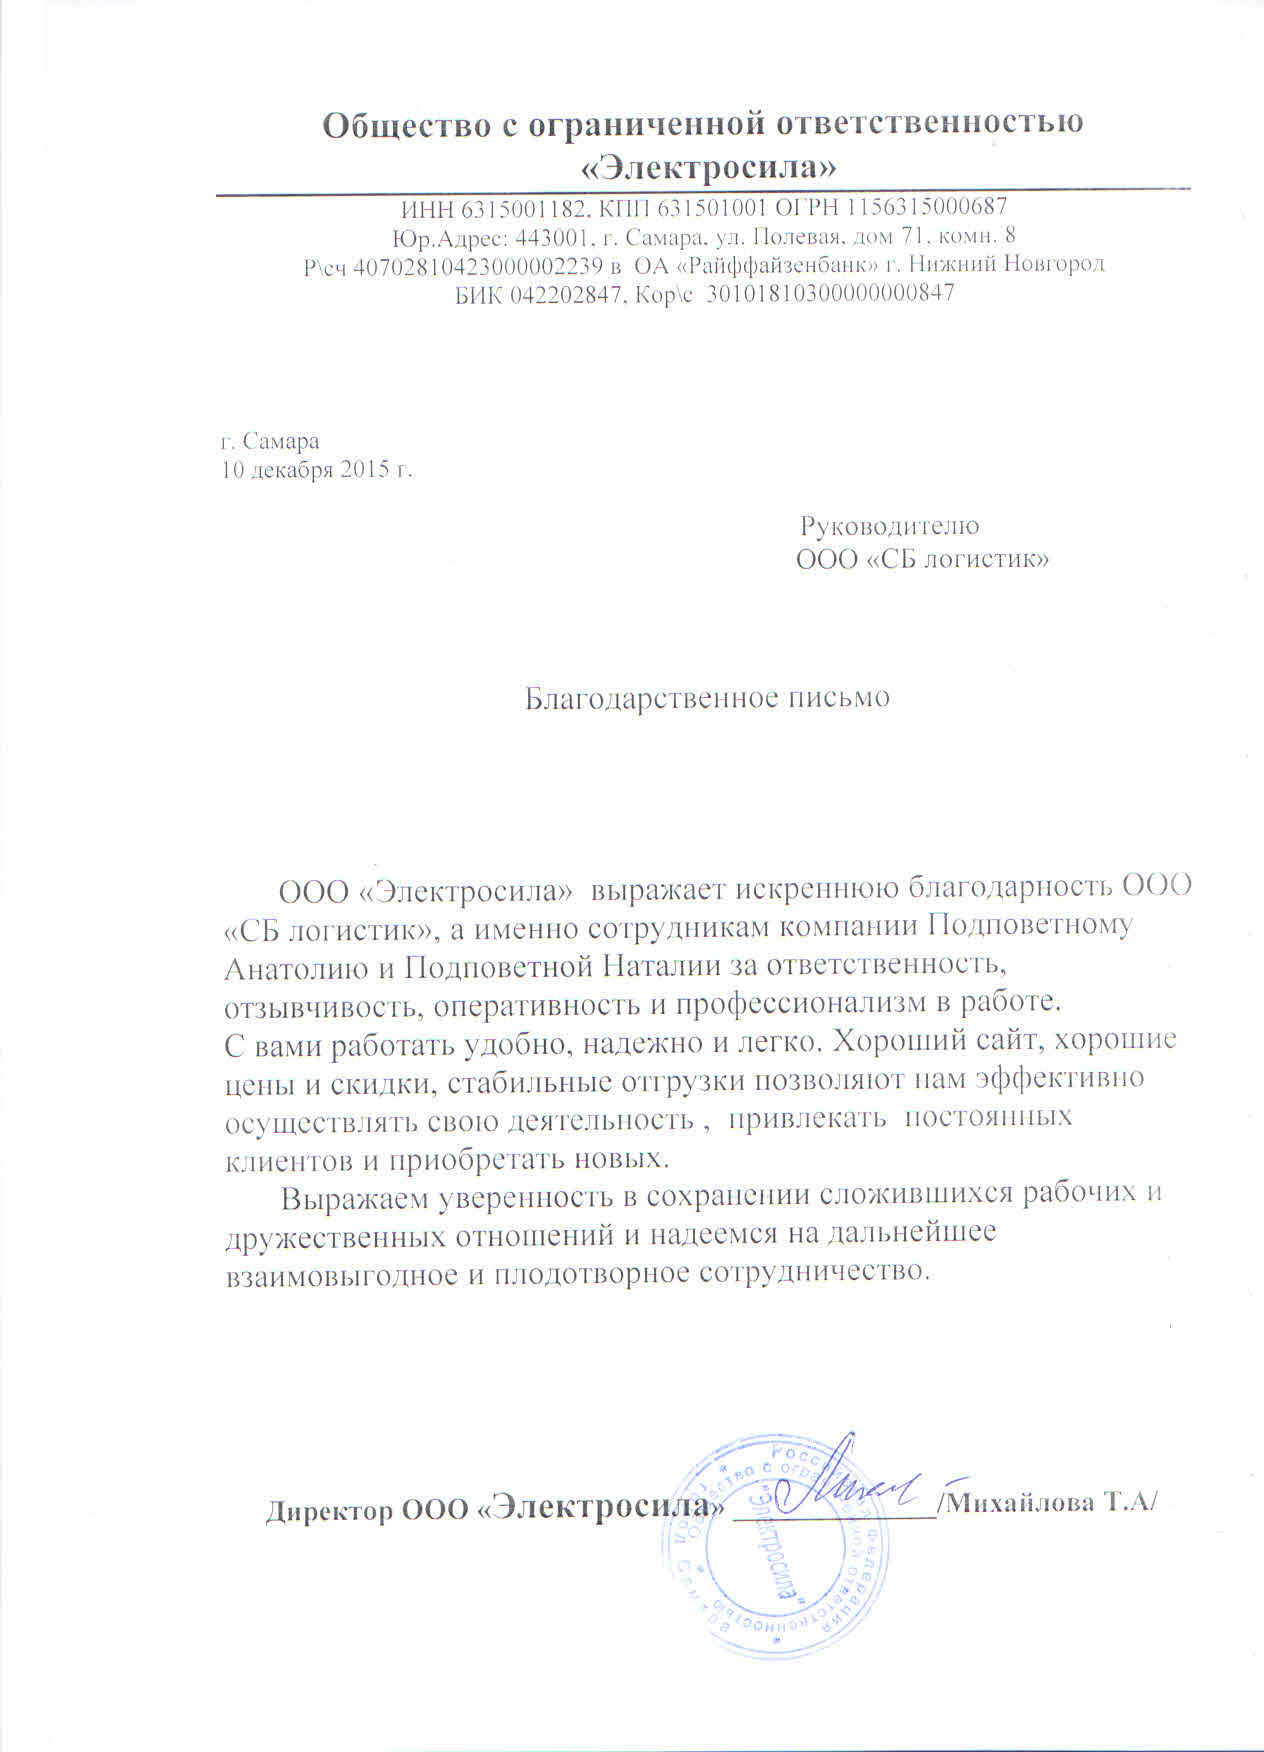 Общество с ограниченной ответственностью
«Электросила»
ИНН 6315001182, КПП 631501001 ОГРН 1156315000687
Юр.Адрес: 443001, г. Самара, ул. Полевая, дом 71, комн. 8
Р\сч 40702810423000002239 в  ОА «Райффайзенбанк» г. Нижний Новгород
БИК 042202847, Кор\с  30101810300000000847
г. Самара
10 декабря 2015 г.
Руководителю
ООО «СБ логистик»
Благодарственное письмо
ООО «Электросила»  выражает искреннюю благодарность ООО
«СБ логистик», а именно сотрудникам компании Подповетному
Анатолию и Подповетной Наталии за ответственность,
отзывчивость, оперативность и профессионализм в работе.
С вами работать удобно, надежно и легко. Хороший сайт, хорошие
цены и скидки, стабильные отгрузки позволяют нам эффективно
осуществлять свою деятельность ,  привлекать  постоянных
клиентов и приобретать новых.
Выражаем уверенность в сохранении сложившихся рабочих и
дружественных отношений и надеемся на дальнейшее
взаимовыгодное и плодотворное сотрудничество.
Директор ООО «Электросила» ______________/Михайлова Т.А/
Российская Федерация * город Самара *
Общество с ограниченной ответственностью *
"Электросила"